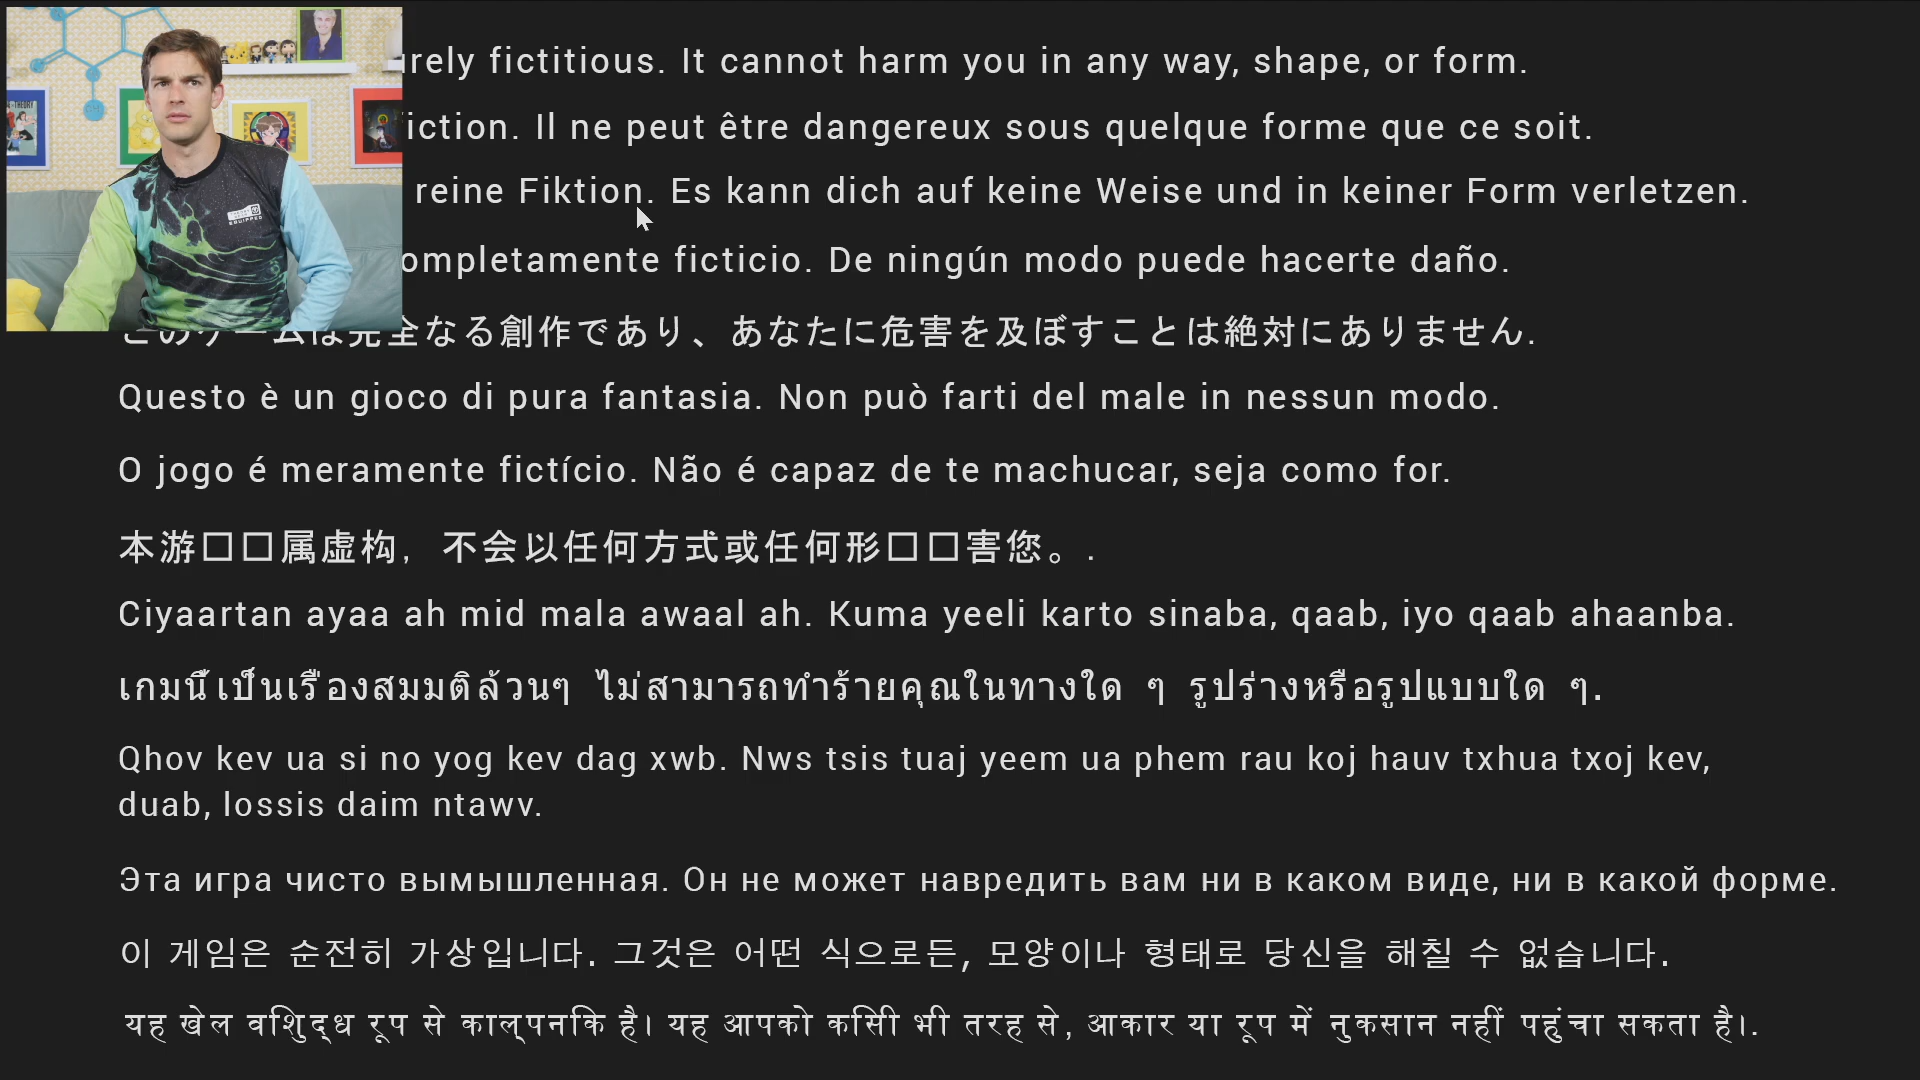 fictitious. It cannot harm you in any way, shape, or form.
Il ne peut être dangereux sous quelque forme que ce soit.
reine Fiktion. Es kann dich auf keine Weise und in keiner Form verletzen.
ficticio. De ningún modo puede hacerte daño.
このゲームは完全なる創作であり、あなたに危害を及ぼすことは絶対にありません.
Questo è un gioco di pura fantasia. Non può farti del male in nessun modo.
O jogo é meramente fictício. Não é capaz de te machucar, seja como for.
本游□□属虚构，不会以任何方式或任何形□□害您。.
Ciyaartan ayaa ah mid mala awaal ah. Kuma yeeli karto sinaba, qaab, iyo qaab ahaanba.
เกมนี้เป็นเรื่องสมมติล้วนๆ ไม่สามารถทำร้ายคุณในทางใด ๆ รูปร่างหรือรูปแบบใด ๆ.
Qhov kev ua si no yog kev dag xwb. Nws tsis tuaj yeem ua phem rau koj hauv txhua txoj kev,
duab, lossis daim ntawv.
Эта игра чисто вымышленная. Он не может навредить вам ни в каком виде, ни в какой форме.
이 게임은 순전히 가상입니다. 그것은 어떤 식으로든, 모양이나 형태로 당신을 해칠 수 없습니다.
यह खेल विशुद्ध रूप से काल्पनिक है। यह आपको किसी भी तरह से, आकार या रूप में नुकसान नहीं पहुंचा सकता है।.